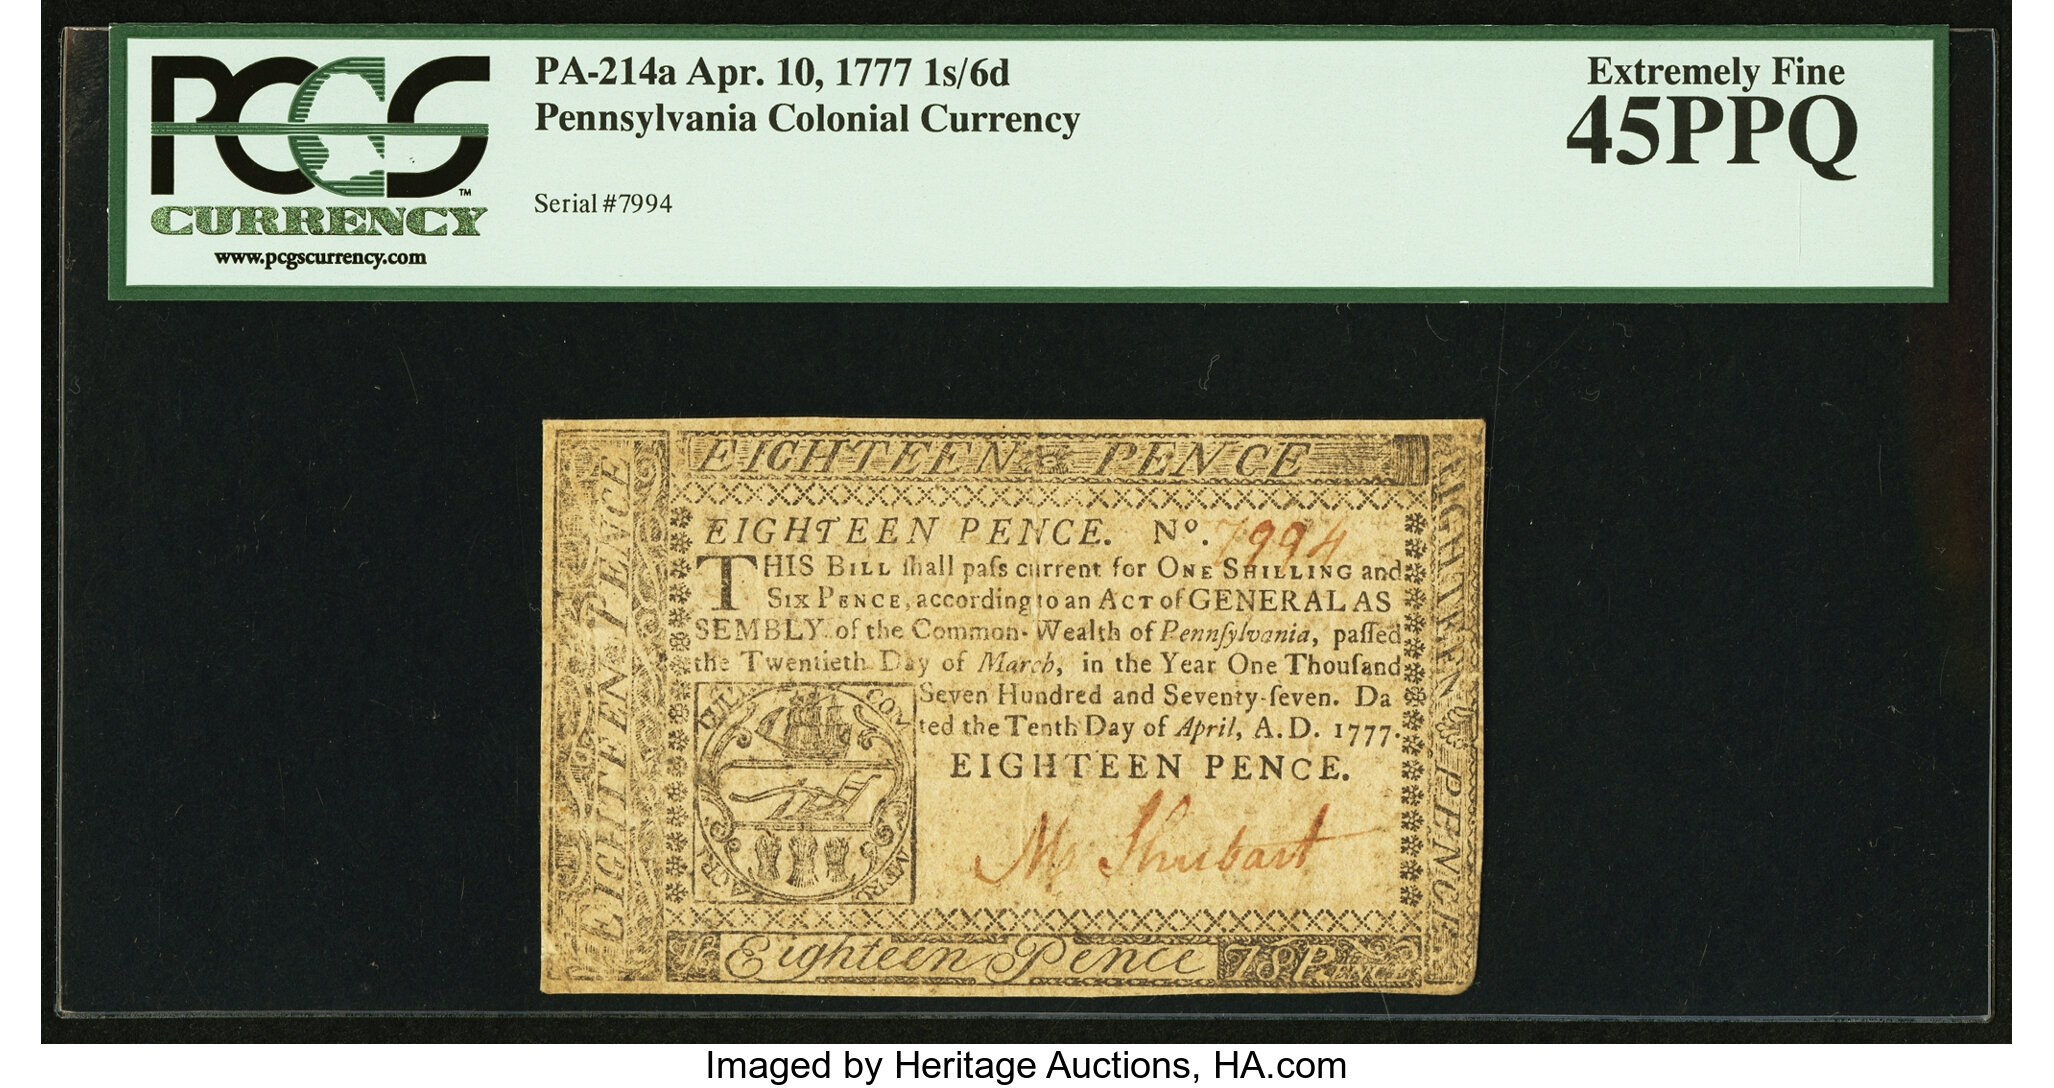 PCGS
CURRENCY
™
www.pcgscurrency.com
PA-214a Apr. 10, 1777 1s/6d
Pennsylvania Colonial Currency
Serial #7994
Extremely Fine
45PPQ
EIGHTEEN PENCE
EIGHTEEN PENCE
EIGHTEEN PENCE. No. 7994
THIS BILL ſhall paſs current for ONE SHILLING and
SIX PENCE, according to an ACT of GENERAL AS
SEMBLY of the Common-Wealth of Pennſylvania, paſſed
the Twentieth Day of March, in the Year One Thouſand
Seven Hundred and Seventy-ſeven. Da
ted the Tenth Day of April, A.D. 1777.
EIGHTEEN PENCE.
M Shubart
EIGHTEEN PENCE
Eighteen Pence
18 PENCE
Imaged by Heritage Auctions, HA.com